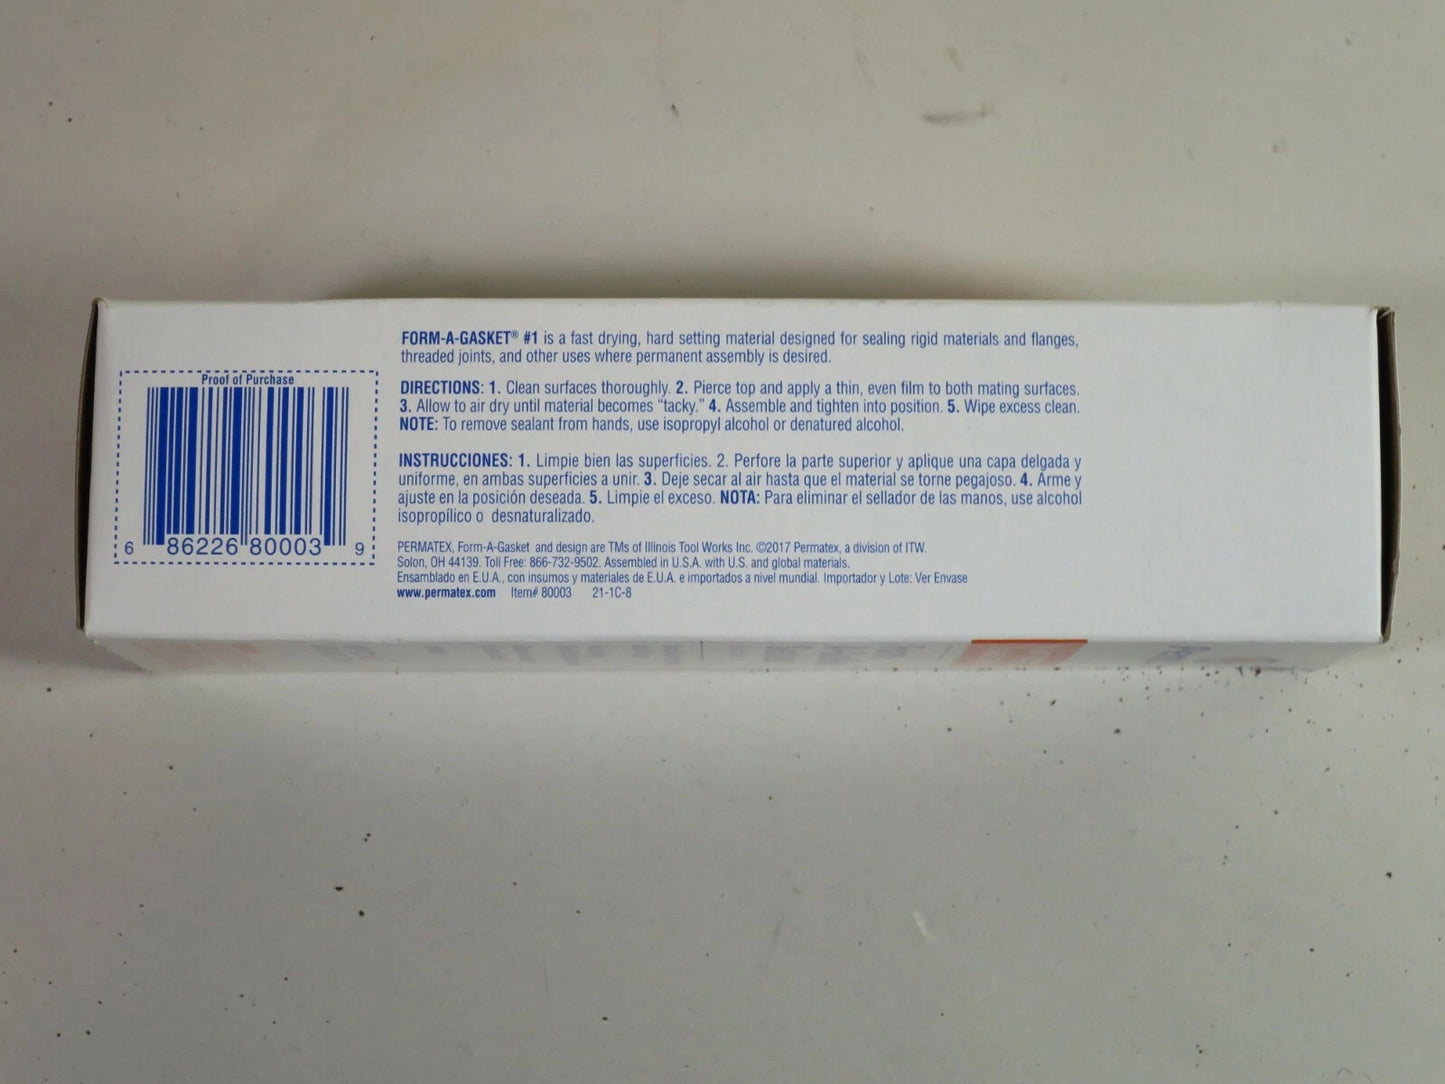 Proof of Purchase
6 86226 80003 9
FORM-A-GASKET® #1 is a fast drying, hard setting material designed for sealing rigid materials and flanges,
threaded joints, and other uses where permanent assembly is desired.
DIRECTIONS: 1. Clean surfaces thoroughly. 2. Pierce top and apply a thin, even film to both mating surfaces.
3. Allow to air dry until material becomes “tacky.” 4. Assemble and tighten into position. 5. Wipe excess clean.
NOTE: To remove sealant from hands, use isopropyl alcohol or denatured alcohol.
INSTRUCCIONES: 1. Limpie bien las superficies. 2. Perfore la parte superior y aplique una capa delgada y
uniforme, en ambas superficies a unir. 3. Deje secar al air hasta que el material se torne pegajoso. 4. Arme y
ajuste en la posición deseada. 5. Limpie el exceso. NOTA: Para eliminar el sellador de las manos, use alcohol
isopropílico o desnaturalizado.
PERMATEX, Form-A-Gasket and design are TMs of Illinois Tool Works Inc. ©2017 Permatex, a division of ITW.
Solon, OH 44139. Toll Free: 866-732-9502. Assembled in U.S.A. with U.S. and global materials.
Ensamblado en E.U.A., con insumos y materiales de E.U.A. e importados a nivel mundial. Importador y Lote: Ver Envase
www.permatex.com Item# 80003 21-1C-8